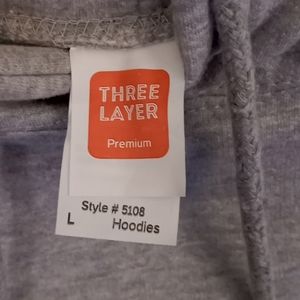 THREE
LAYER
Premium
Style # 5108
L Hoodies